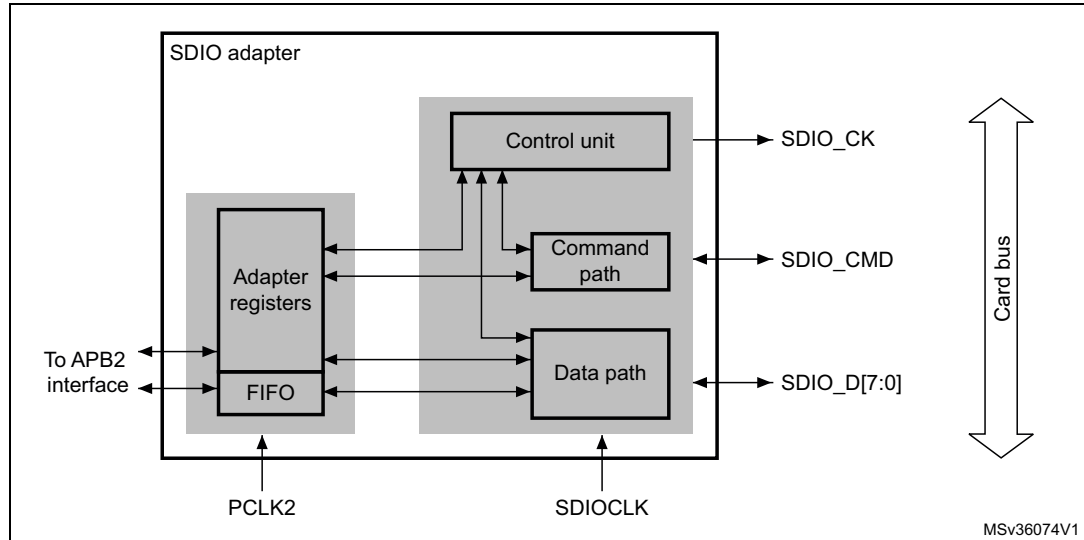 SDIO adapter
Control unit
SDIO_CK
Command
path
SDIO_CMD
Adapter
registers
Card bus
To APB2
interface
FIFO
Data path
SDIO_D[7:0]
PCLK2
SDIOCLK
MSv36074V1